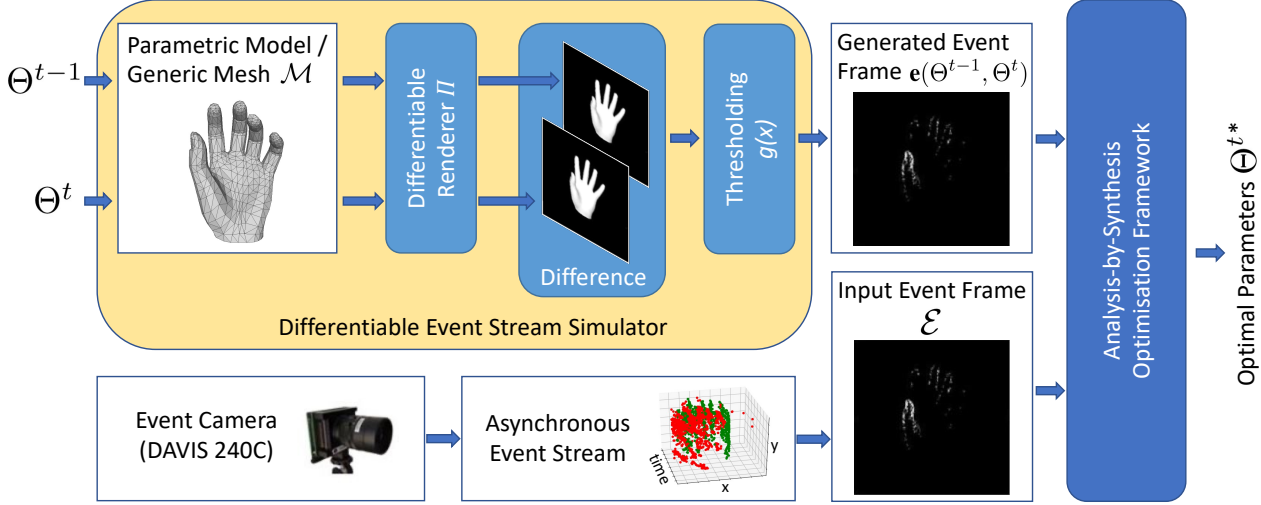 Θ^{t−1}
Θ^t
Parametric Model /
Generic Mesh ℳ
Differentiable
Renderer Π
Difference
Thresholding
g(x)
Differentiable Event Stream Simulator
Generated Event
Frame e(Θ^{t−1}, Θ^t)
Input Event Frame
ℰ
Event Camera
(DAVIS 240C)
Asynchronous
Event Stream
time
x
y
Analysis-by-Synthesis
Optimisation Framework
Optimal Parameters Θ^{t*}